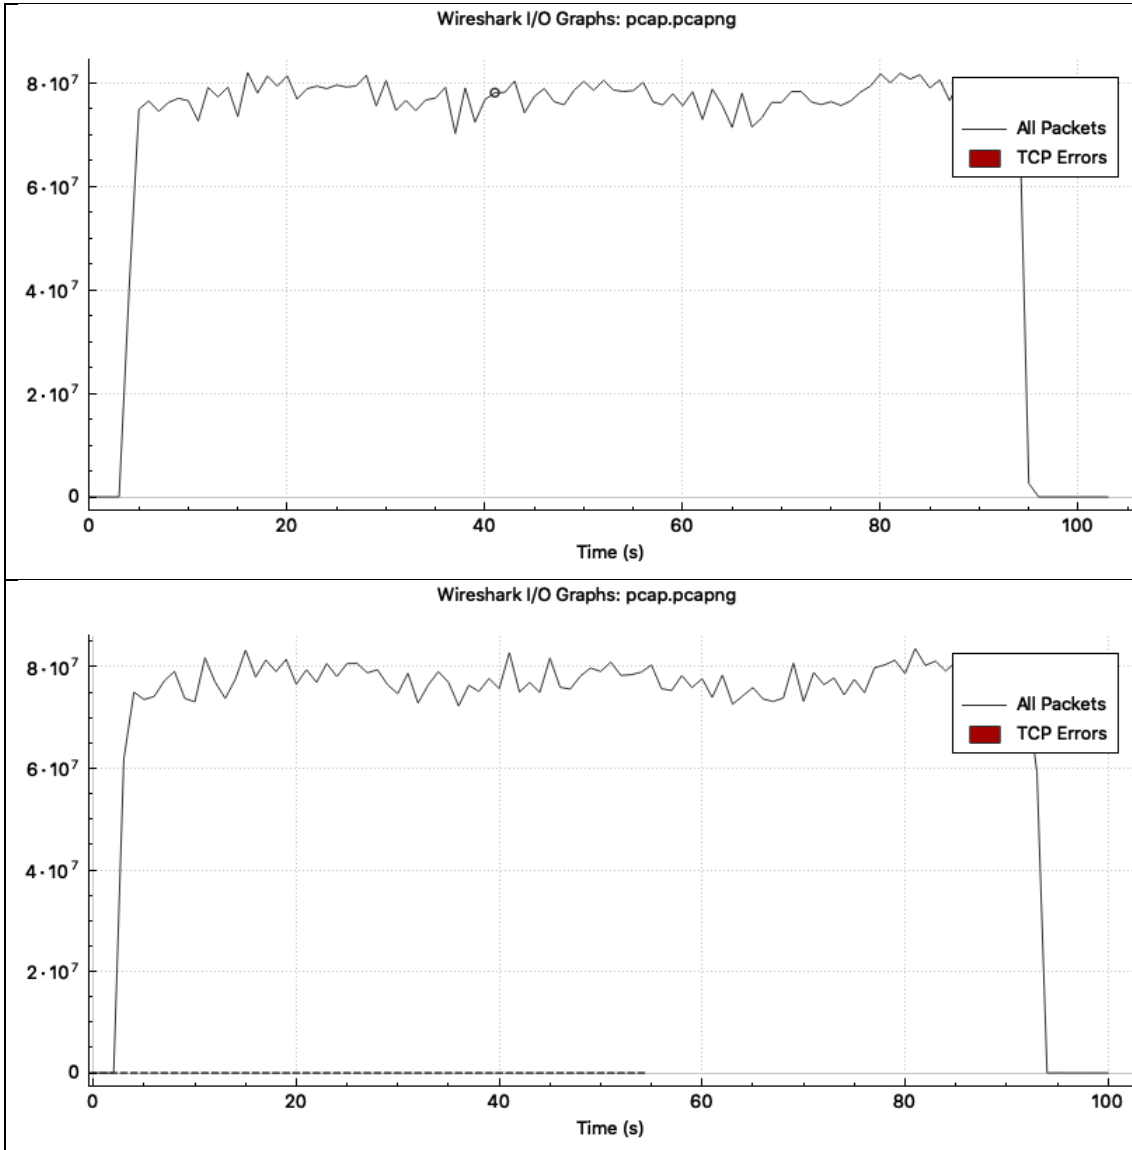 Wireshark I/O Graphs: pcap.pcapng
8·10⁷
6·10⁷
4·10⁷
2·10⁷
0
All Packets
TCP Errors
0 20 40 60 80 100
Time (s)
Wireshark I/O Graphs: pcap.pcapng
8·10⁷
6·10⁷
4·10⁷
2·10⁷
0
All Packets
TCP Errors
0 20 40 60 80 100
Time (s)